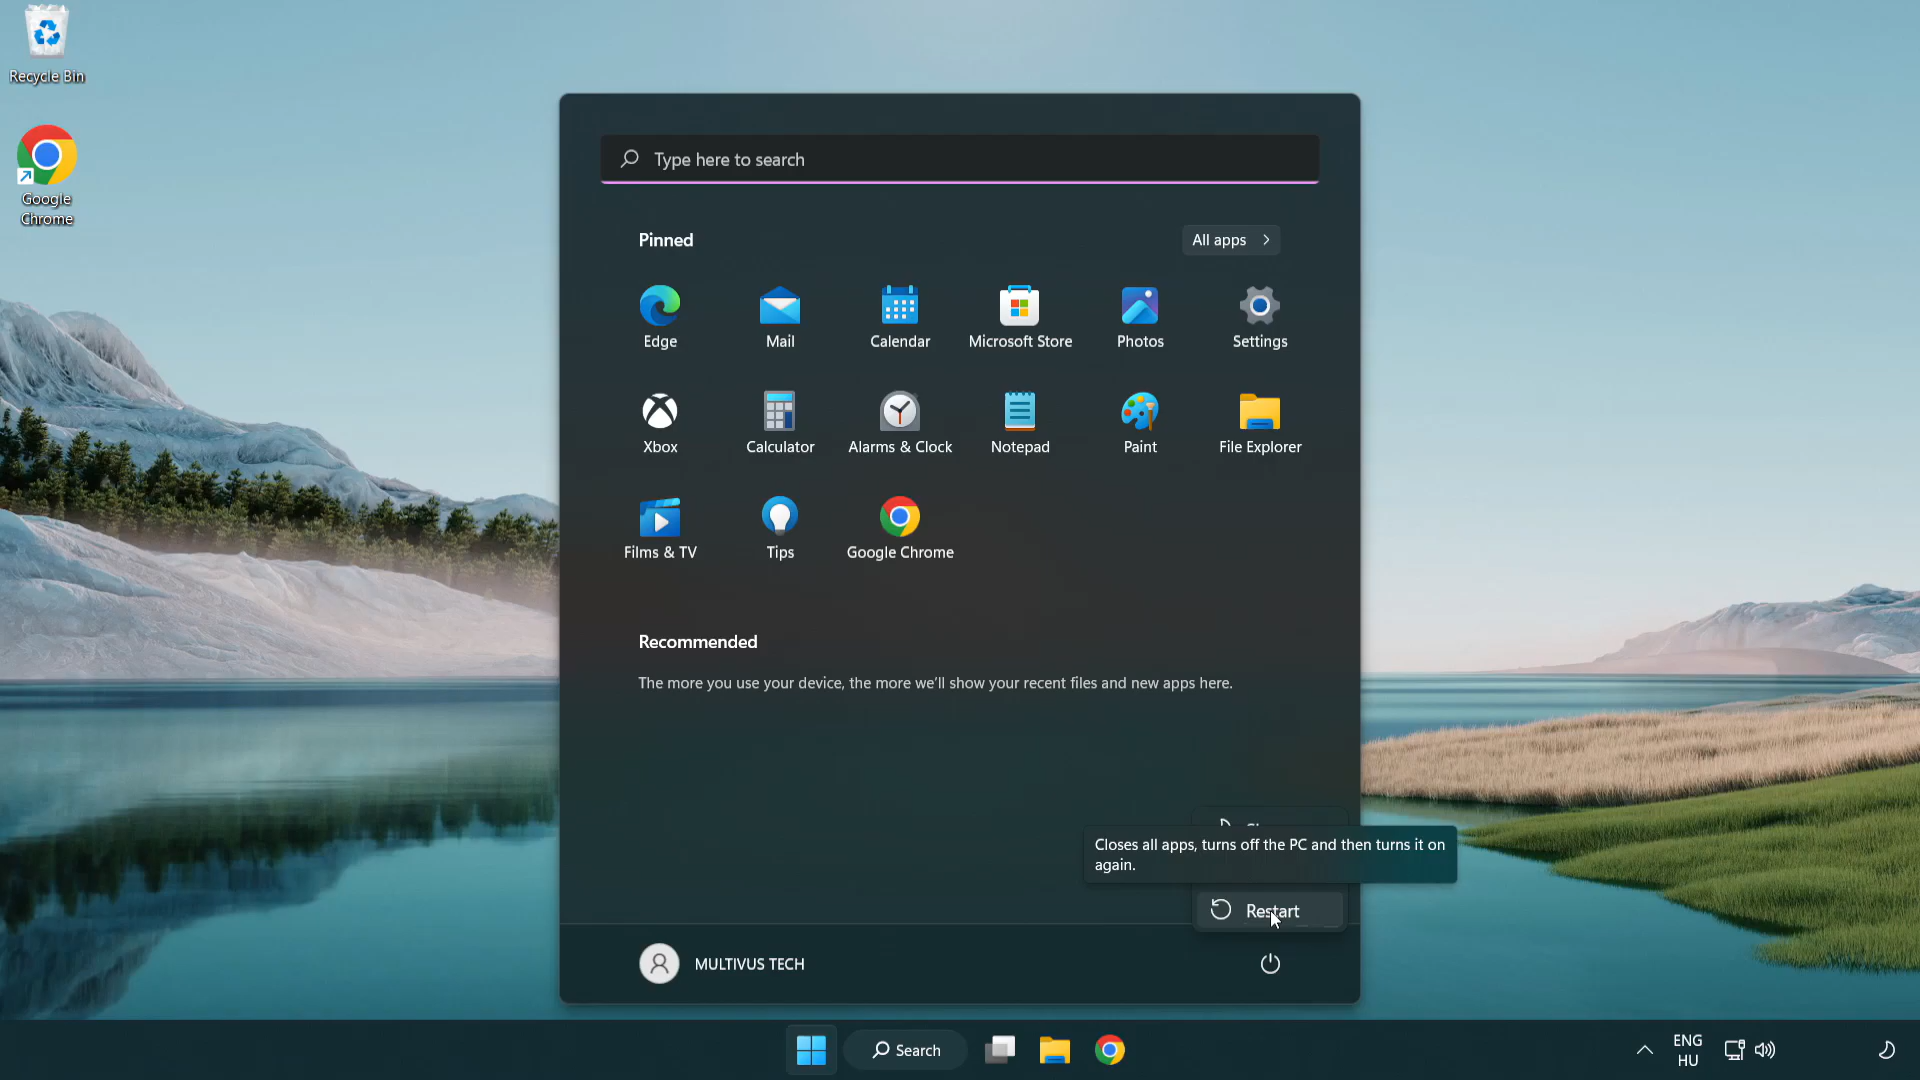 Recycle Bin
Google
Chrome
Type here to search
Pinned
All apps
Edge
Mail
Calendar
Microsoft Store
Photos
Settings
Xbox
Calculator
Alarms & Clock
Notepad
Paint
File Explorer
Films & TV
Tips
Google Chrome
Recommended
The more you use your device, the more we'll show your recent files and new apps here.
Closes all apps, turns off the PC and then turns it on
again.
Restart
MULTIVUS TECH
Search
ENG
HU